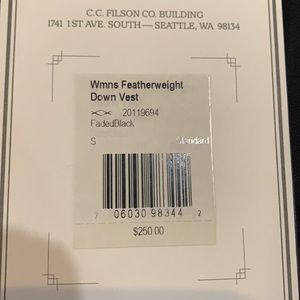 C.C. FILSON CO. BUILDING
1741 1ST AVE. SOUTH — SEATTLE, WA 98134
Wmns Featherweight
Down Vest
20119694
FadedBlack
S Standard
7 06030 98344 2
$250.00